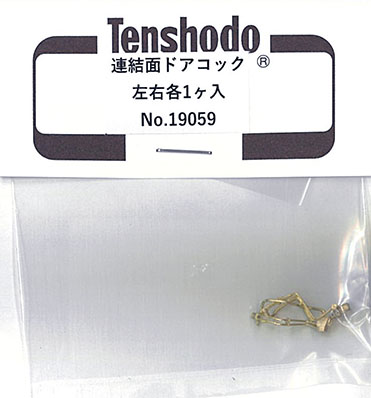 Tenshodo
連結面ドアコック ®
左右各1ヶ入
No.19059